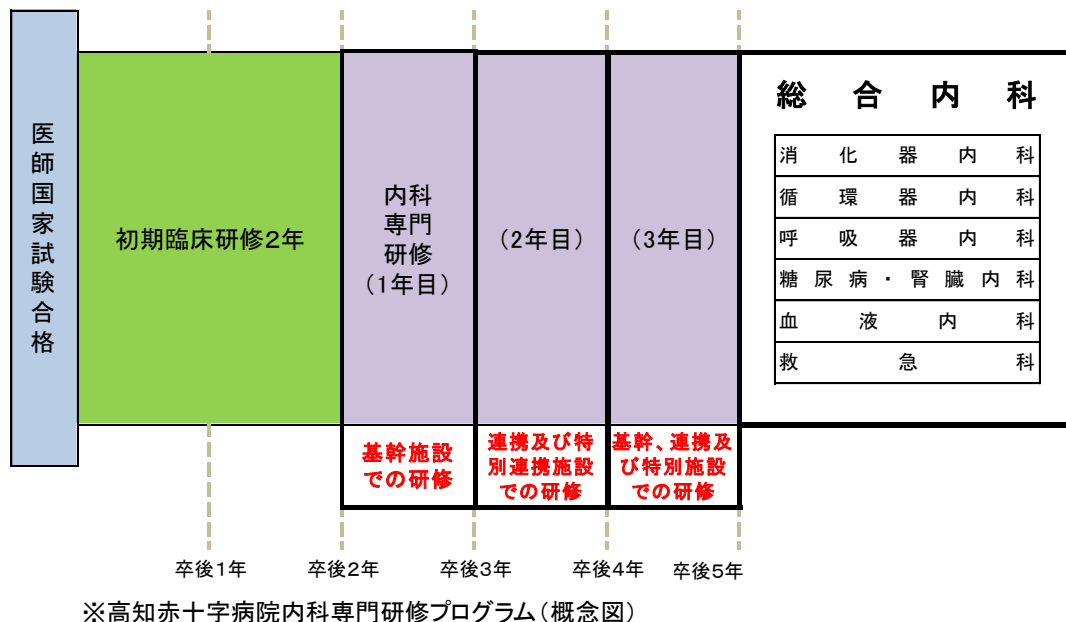 医師国家試験合格
初期臨床研修2年
内科
専門
研修
(1年目)
(2年目)
(3年目)
総合内科
消化器内科
循環器内科
呼吸器内科
糖尿病・腎臓内科
血液内科
救急科
基幹施設
での研修
連携及び特
別連携施設
での研修
基幹、連携及
び特別施設
での研修
卒後1年
卒後2年
卒後3年
卒後4年
卒後5年
※高知赤十字病院内科専門研修プログラム(概念図)